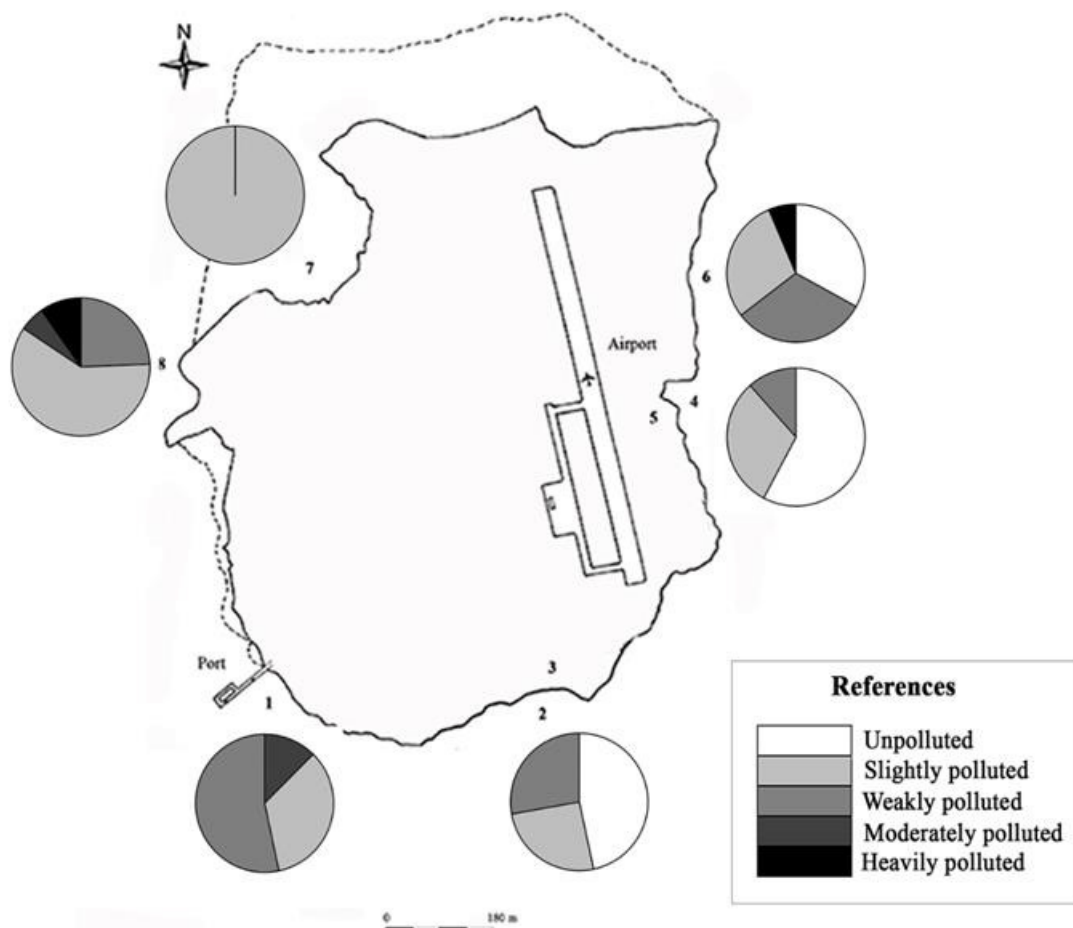 N
7
6
Airport
8
4
5
3
Port
1
2
References
Unpolluted
Slightly polluted
Weakly polluted
Moderately polluted
Heavily polluted
0 180 m